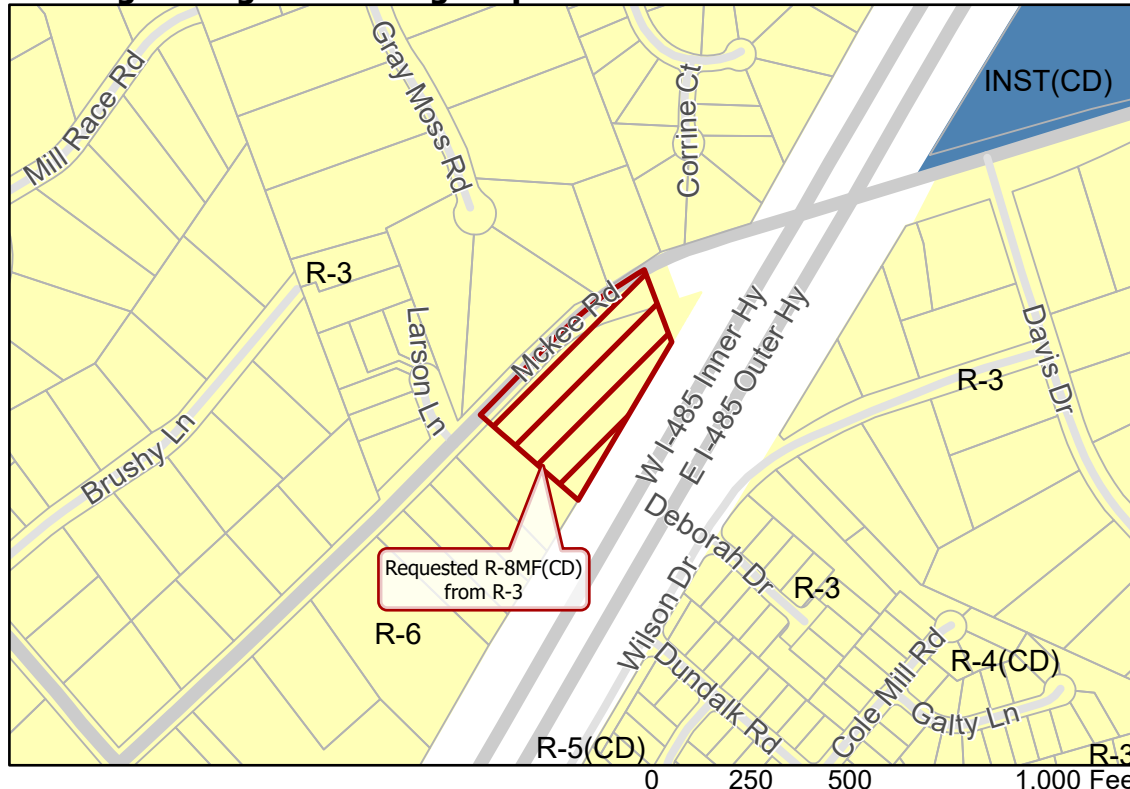 Mill Race Rd
Gray Moss Rd
Corrine Ct
INST(CD)
R-3
Larson Ln
Mckee Rd
Brushy Ln
W I-485 Inner Hy
E I-485 Outer Hy
Davis Dr
R-3
Requested R-8MF(CD)
from R-3
R-6
Deborah Dr
R-3
Wilson Dr
Dundalk Rd
Cole Mill Rd
R-4(CD)
Galty Ln
R-5(CD)
R-3
0 250 500 1,000 Fee